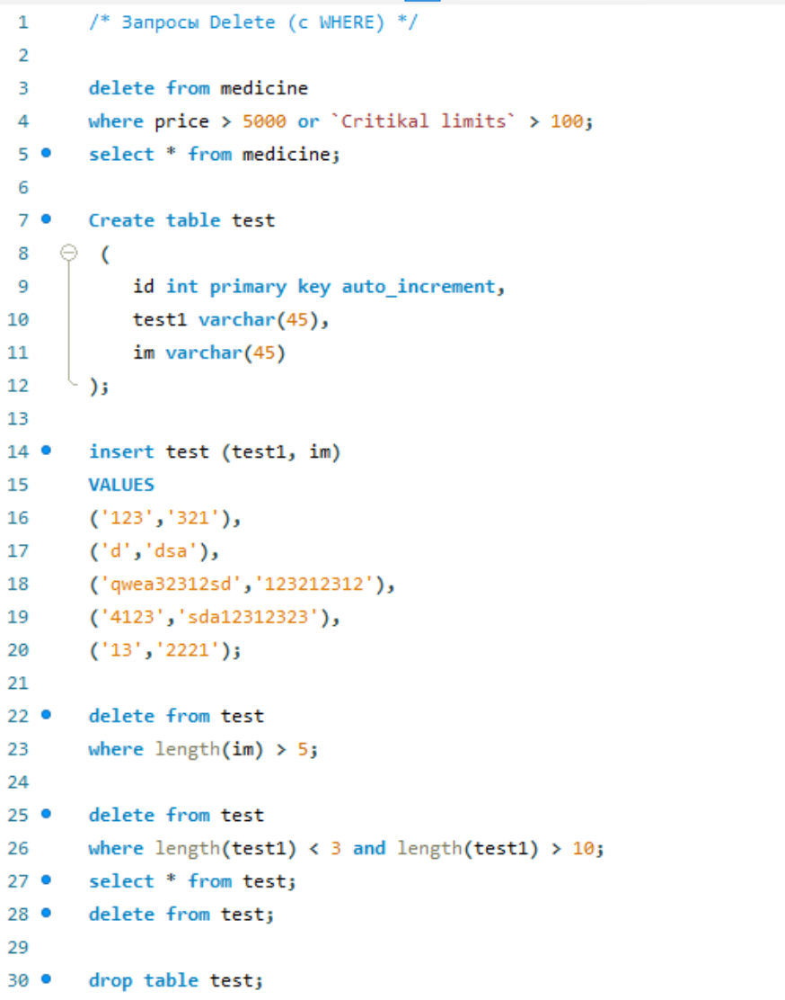 1 /* Запросы Delete (с WHERE) */
2
3 delete from medicine
4 where price > 5000 or `Critikal limits` > 100;
5 select * from medicine;
6
7 Create table test
8 (
9 id int primary key auto_increment,
10 test1 varchar(45),
11 im varchar(45)
12 );
13
14 insert test (test1, im)
15 VALUES
16 ('123','321'),
17 ('d','dsa'),
18 ('qwea32312sd','123212312'),
19 ('4123','sda12312323'),
20 ('13','2221');
21
22 delete from test
23 where length(im) > 5;
24
25 delete from test
26 where length(test1) < 3 and length(test1) > 10;
27 select * from test;
28 delete from test;
29
30 drop table test;